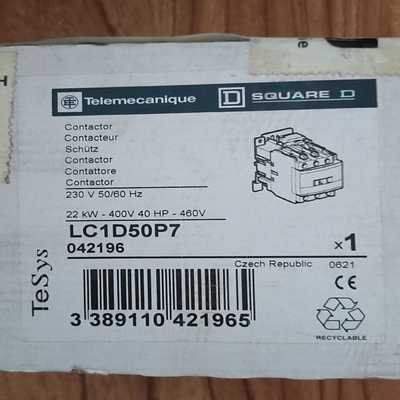 Telemecanique
D SQUARE D
Contactor
Contacteur
Schütz
Contactor
Contattore
Contactor
230 V 50/60 Hz
22 kW - 400V 40 HP - 460V
LC1D50P7
042196
x1
Czech Republic 0621
TeSys
CE
3 389110 421965
RECYCLABLE